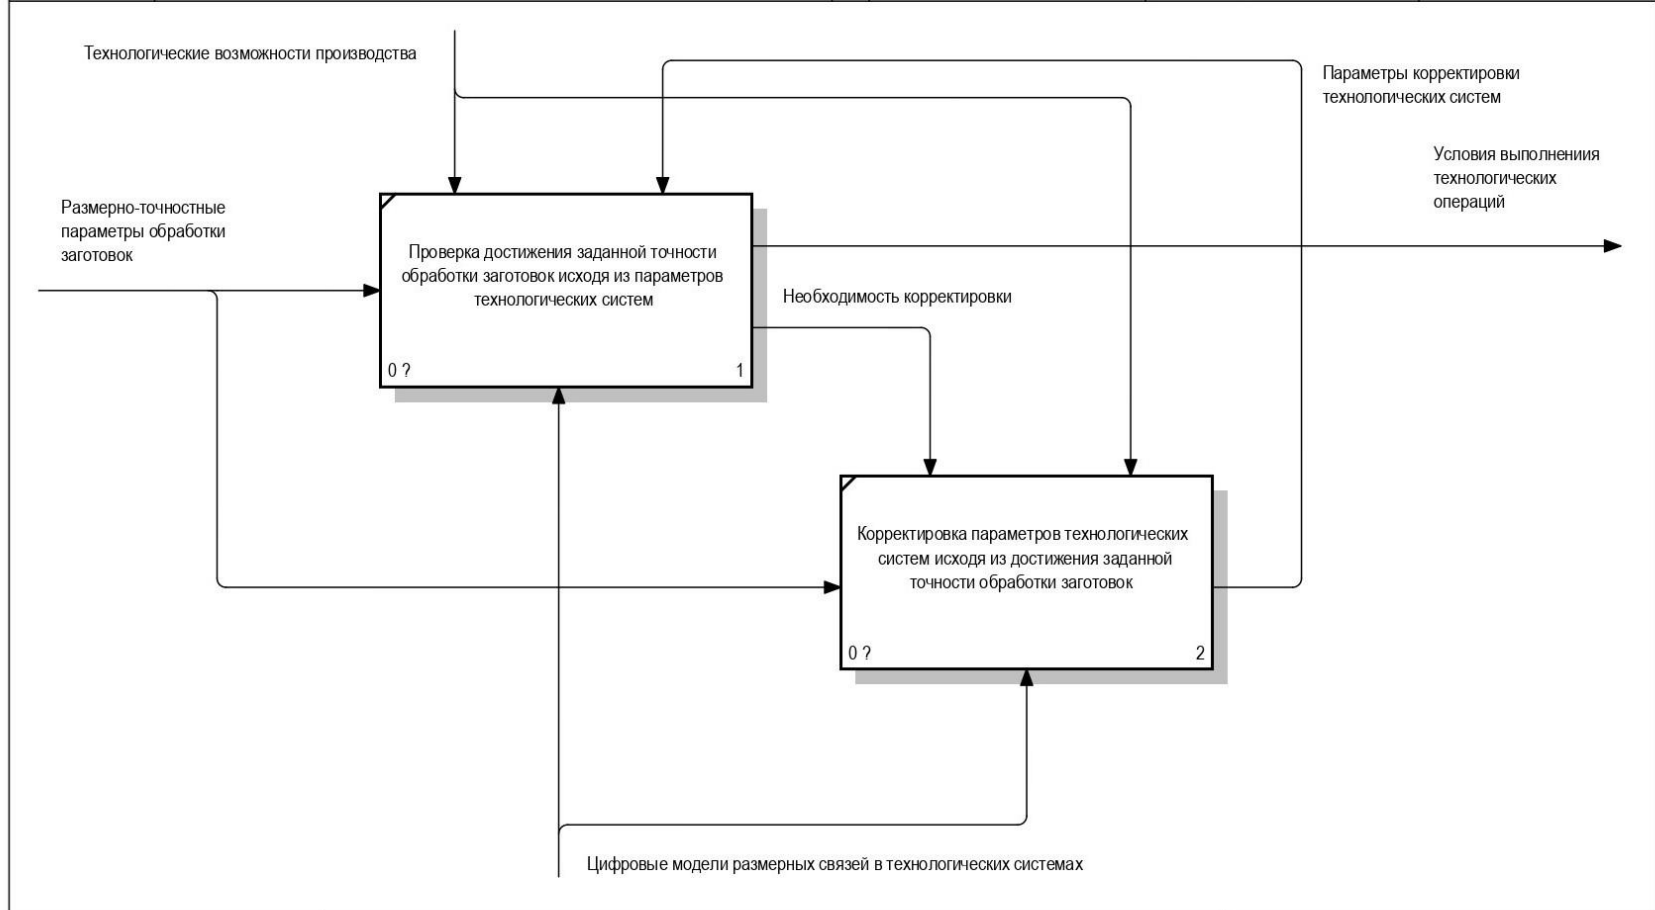 Технологические возможности производства
Параметры корректировки
технологических систем
Условия выполнениия
технологических
операций
Размерно-точностные
параметры обработки
заготовок
Проверка достижения заданной точности
обработки заготовок исходя из параметров
технологических систем
0 ?
1
Необходимость корректировки
Корректировка параметров технологических
систем исходя из достижения заданной
точности обработки заготовок
0 ?
2
Цифровые модели размерных связей в технологических системах